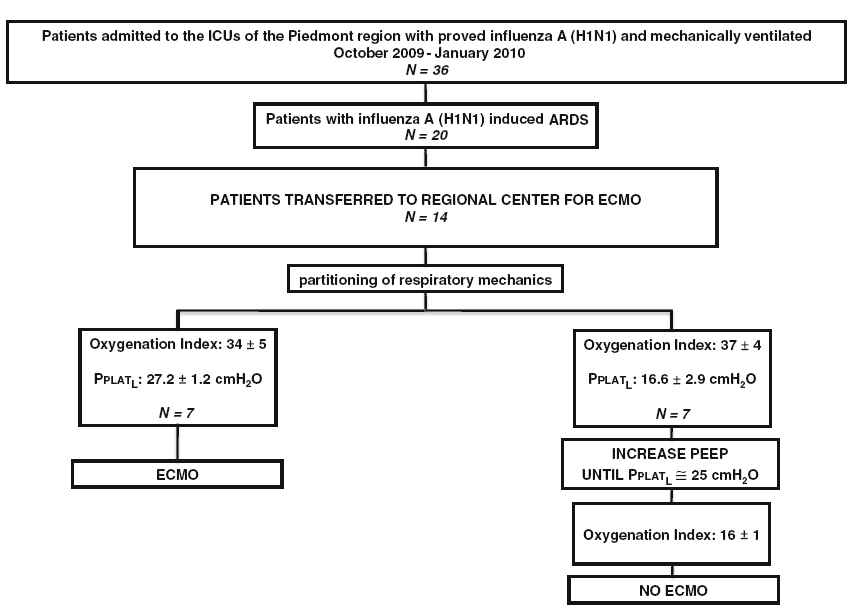 Patients admitted to the ICUs of the Piedmont region with proved influenza A (H1N1) and mechanically ventilated
October 2009 - January 2010
N = 36
Patients with influenza A (H1N1) induced ARDS
N = 20
PATIENTS TRANSFERRED TO REGIONAL CENTER FOR ECMO
N = 14
partitioning of respiratory mechanics
Oxygenation Index: 34 ± 5
PPLATL: 27.2 ± 1.2 cmH2O
N = 7
ECMO
Oxygenation Index: 37 ± 4
PPLATL: 16.6 ± 2.9 cmH2O
N = 7
INCREASE PEEP
UNTIL PPLATL ≅ 25 cmH2O
Oxygenation Index: 16 ± 1
NO ECMO